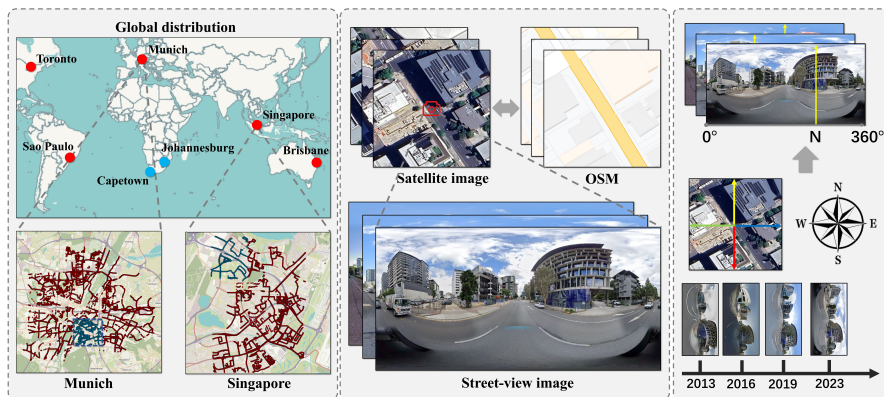 Global distribution
Munich
Toronto
Singapore
Sao Paulo
Johannesburg
Brisbane
Capetown
Munich
Singapore
Satellite image
OSM
Street-view image
0°
N
360°
N
W
E
S
2013
2016
2019
2023